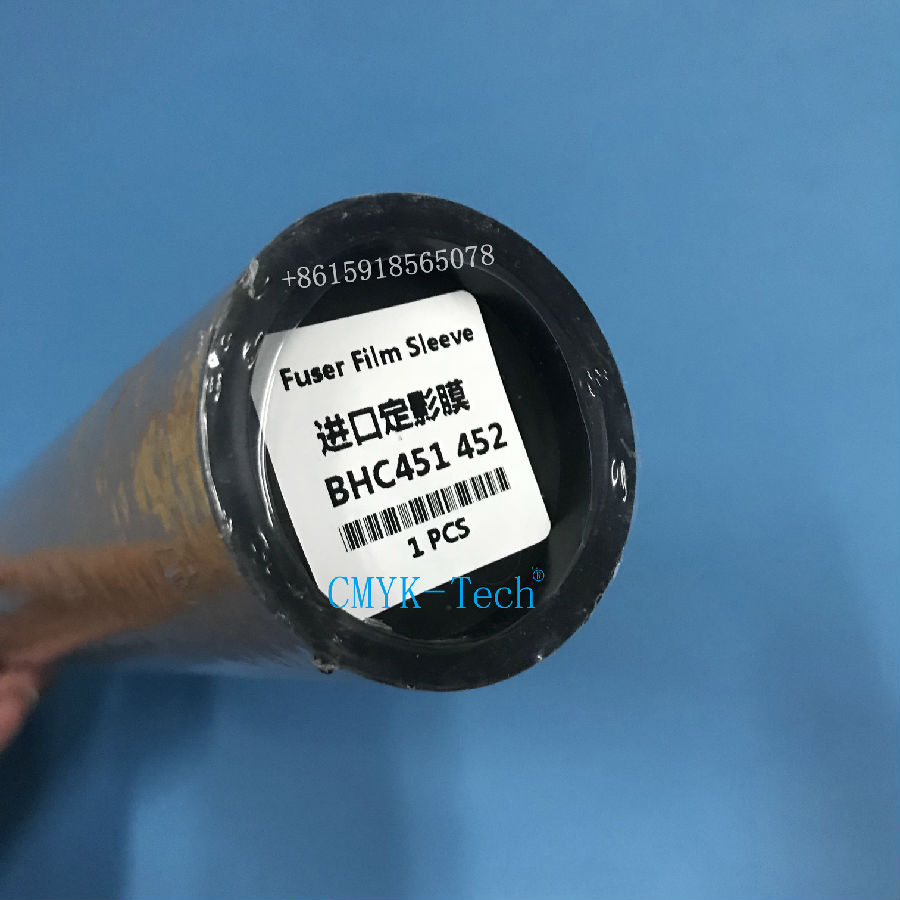 +8615918565078
Fuser Film Sleeve
进口定影膜
BHC451 452
1 PCS
CMYK-Tech®